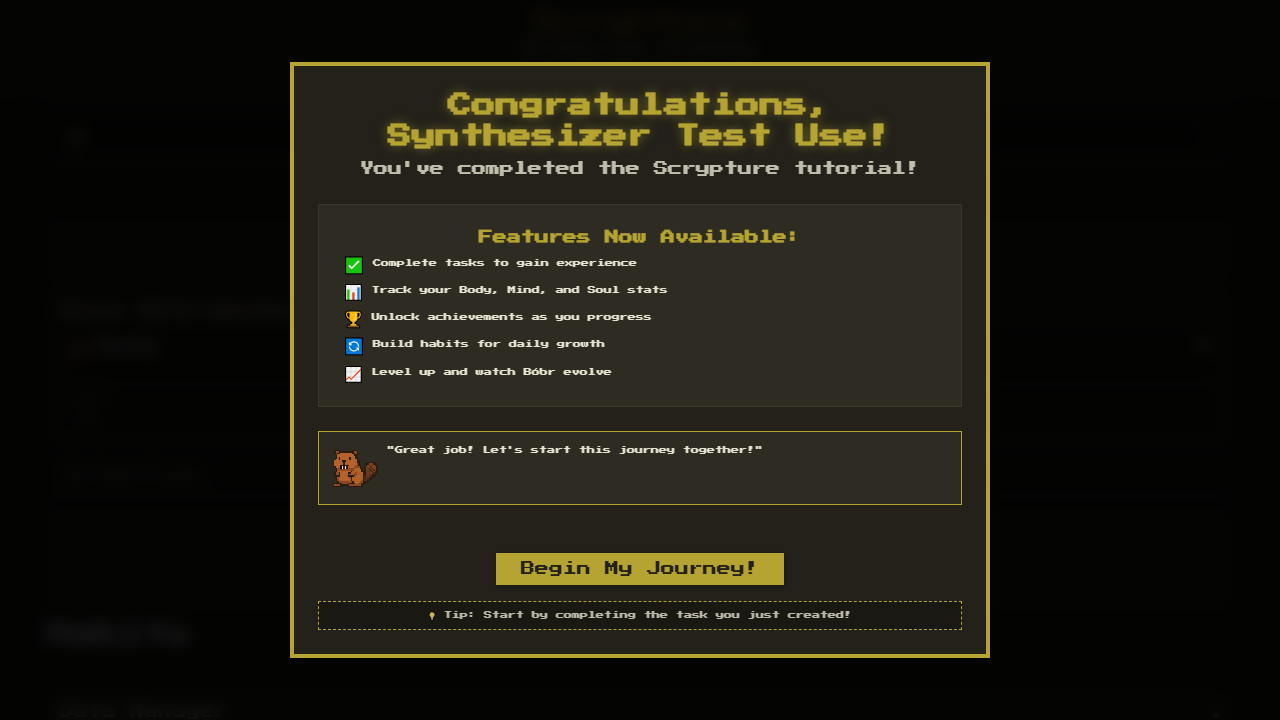 Congratulations,
Synthesizer Test Use!
You've completed the Scrypture tutorial!
Features Now Available:
Complete tasks to gain experience
Track your Body, Mind, and Soul stats
Unlock achievements as you progress
Build habits for daily growth
Level up and watch Bóbr evolve
"Great job! Let's start this journey together!"
Begin My Journey!
Tip: Start by completing the task you just created!